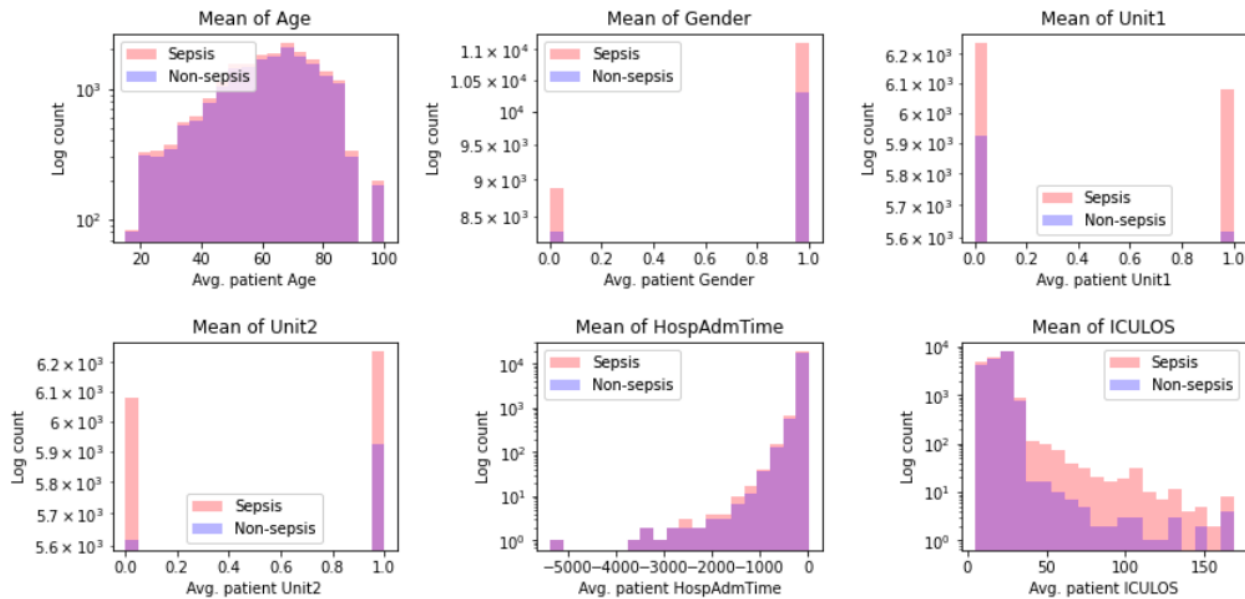 Mean of Age
Sepsis
Non-sepsis
Log count
10³
10²
20 40 60 80 100
Avg. patient Age
Mean of Gender
Sepsis
Non-sepsis
Log count
1.1 × 10⁴
1.05 × 10⁴
10⁴
9.5 × 10³
9 × 10³
8.5 × 10³
0.0 0.2 0.4 0.6 0.8 1.0
Avg. patient Gender
Mean of Unit1
Log count
6.2 × 10³
6.1 × 10³
6 × 10³
5.9 × 10³
5.8 × 10³
5.7 × 10³
5.6 × 10³
Sepsis
Non-sepsis
0.0 0.2 0.4 0.6 0.8 1.0
Avg. patient Unit1
Mean of Unit2
Log count
6.2 × 10³
6.1 × 10³
6 × 10³
5.9 × 10³
5.8 × 10³
5.7 × 10³
5.6 × 10³
Sepsis
Non-sepsis
0.0 0.2 0.4 0.6 0.8 1.0
Avg. patient Unit2
Mean of HospAdmTime
Sepsis
Non-sepsis
Log count
10⁴
10³
10²
10¹
10⁰
−5000 −4000 −3000 −2000 −1000 0
Avg. patient HospAdmTime
Mean of ICULOS
Sepsis
Non-sepsis
Log count
10⁴
10³
10²
10¹
10⁰
0 50 100 150
Avg. patient ICULOS